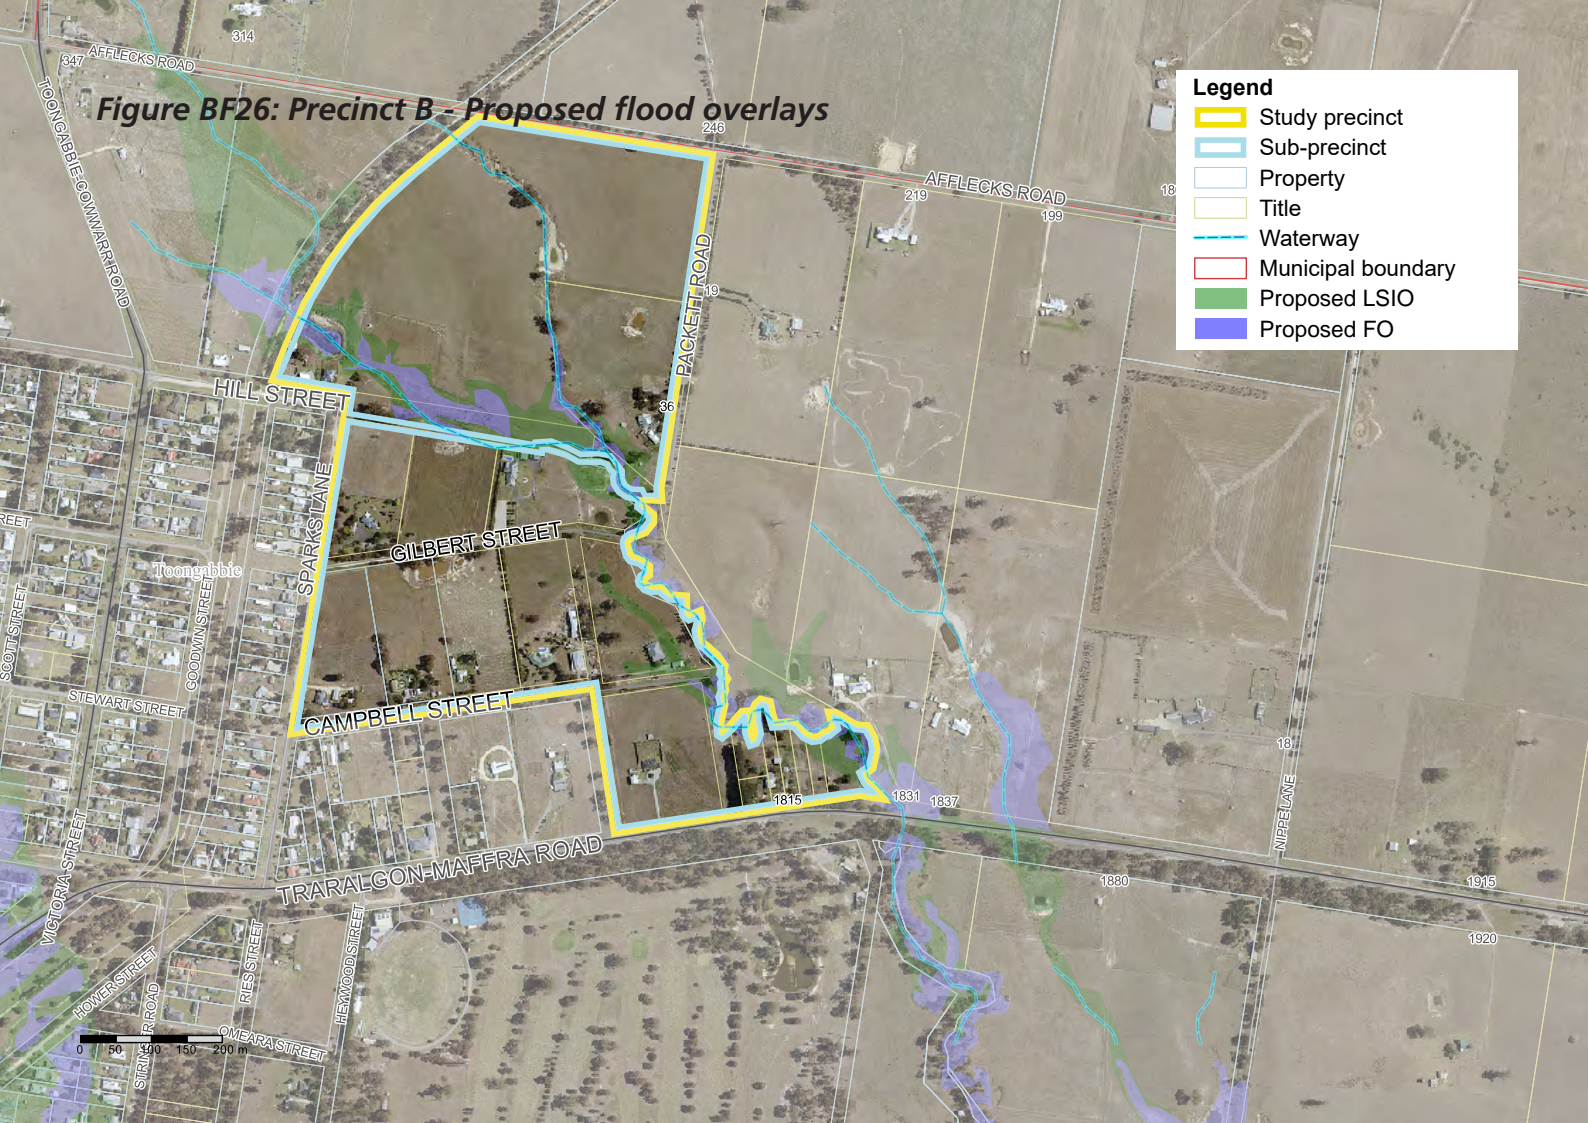 Figure BF26: Precinct B - Proposed flood overlays
Legend
Study precinct
Sub-precinct
Property
Title
Waterway
Municipal boundary
Proposed LSIO
Proposed FO
314
347
AFFLECKS ROAD
TOONGABBIE-COWWARR ROAD
246
AFFLECKS ROAD
219
199
18
PACKETT ROAD
19
HILL STREET
36
SPARKS LANE
GILBERT STREET
REET
Toongabbie
SCOTT STREET
GOODWIN STREET
STEWART STREET
CAMPBELL STREET
18
NIPPE LANE
1815
1831
1837
TRARALGON-MAFFRA ROAD
VICTORIA STREET
1880
1915
1920
HOWER STREET
RIES STREET
HEYWOOD STREET
OMEARA STREET
0 50 100 150 200 m